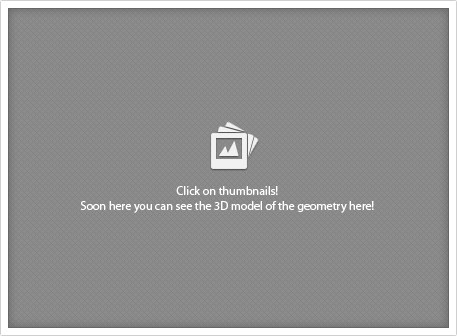 Click on thumbnails!
Soon here you can see the 3D model of the geometry here!